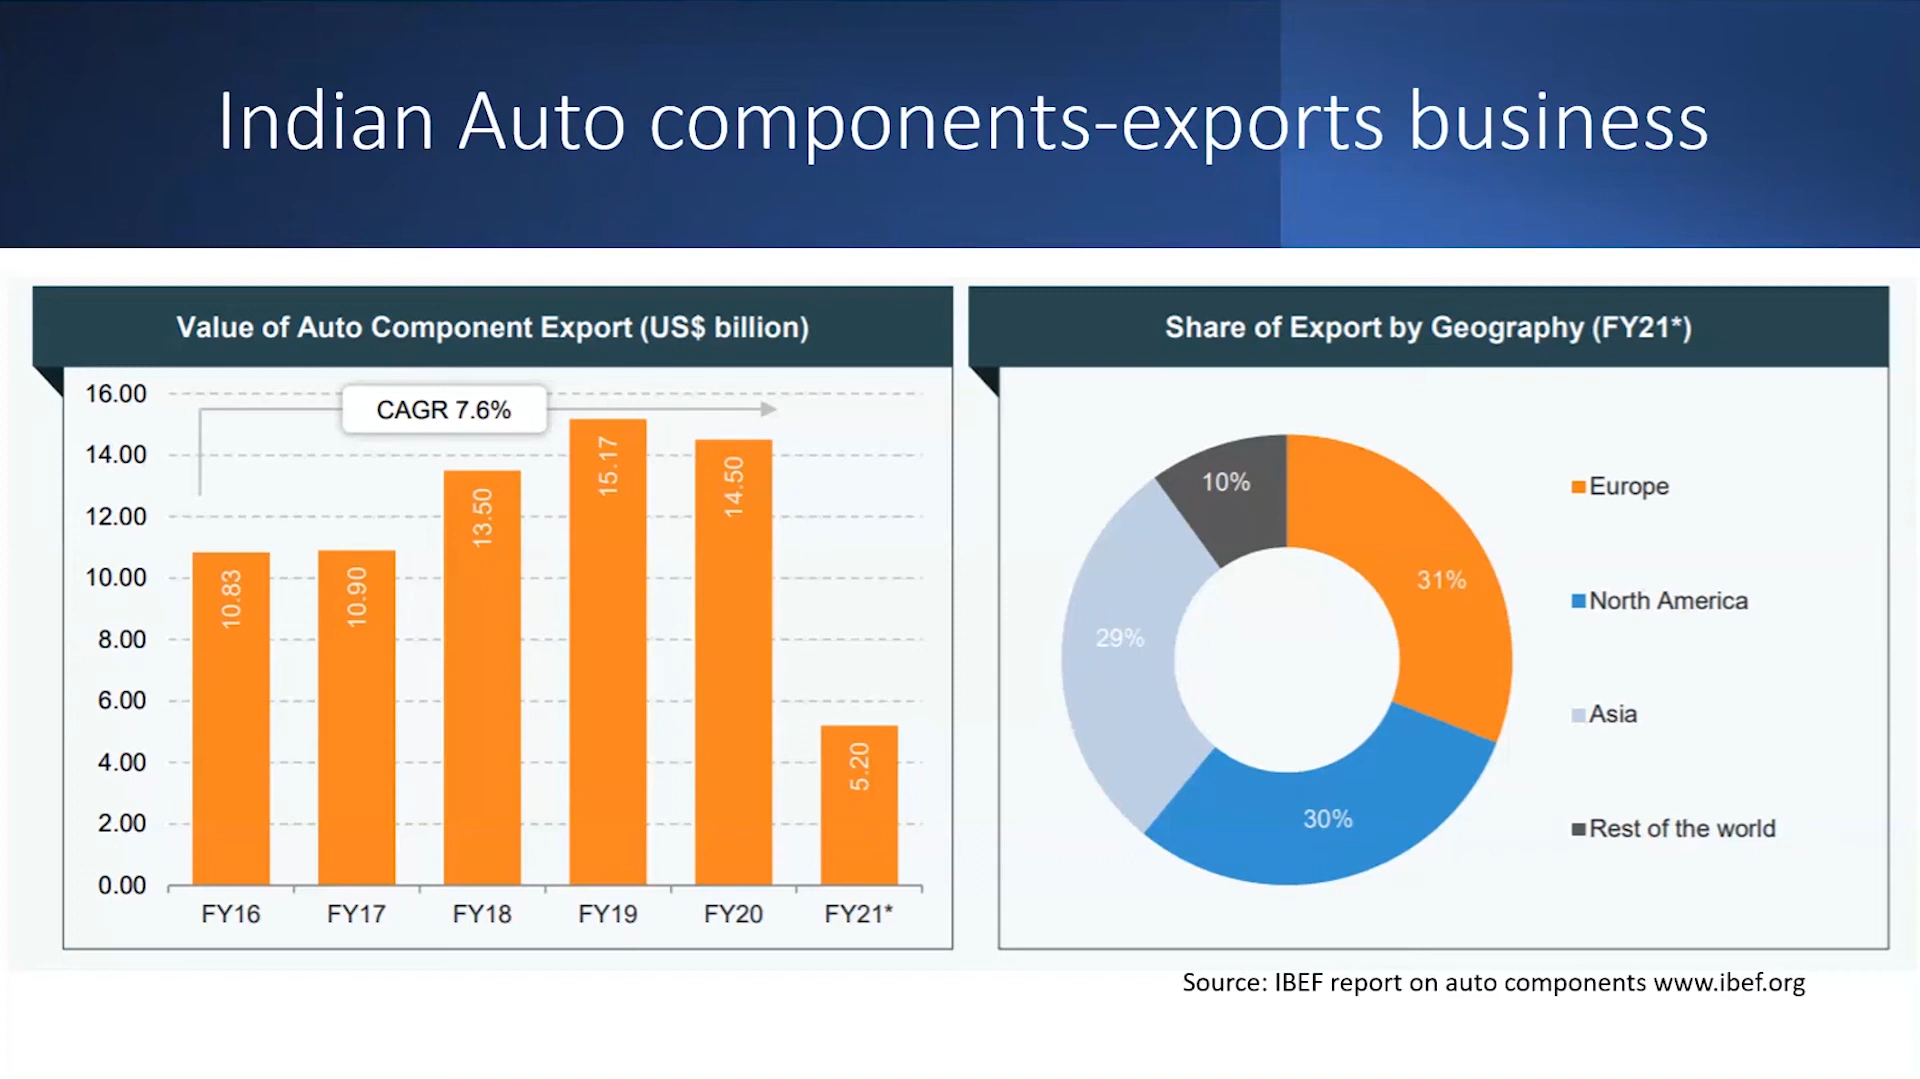 Indian Auto components-exports business
Value of Auto Component Export (US$ billion)
16.00
14.00
12.00
10.00
8.00
6.00
4.00
2.00
0.00
CAGR 7.6%
10.83
10.90
13.50
15.17
14.50
5.20
FY16 FY17 FY18 FY19 FY20 FY21*
Share of Export by Geography (FY21*)
10%
31%
29%
30%
Europe
North America
Asia
Rest of the world
Source: IBEF report on auto components www.ibef.org